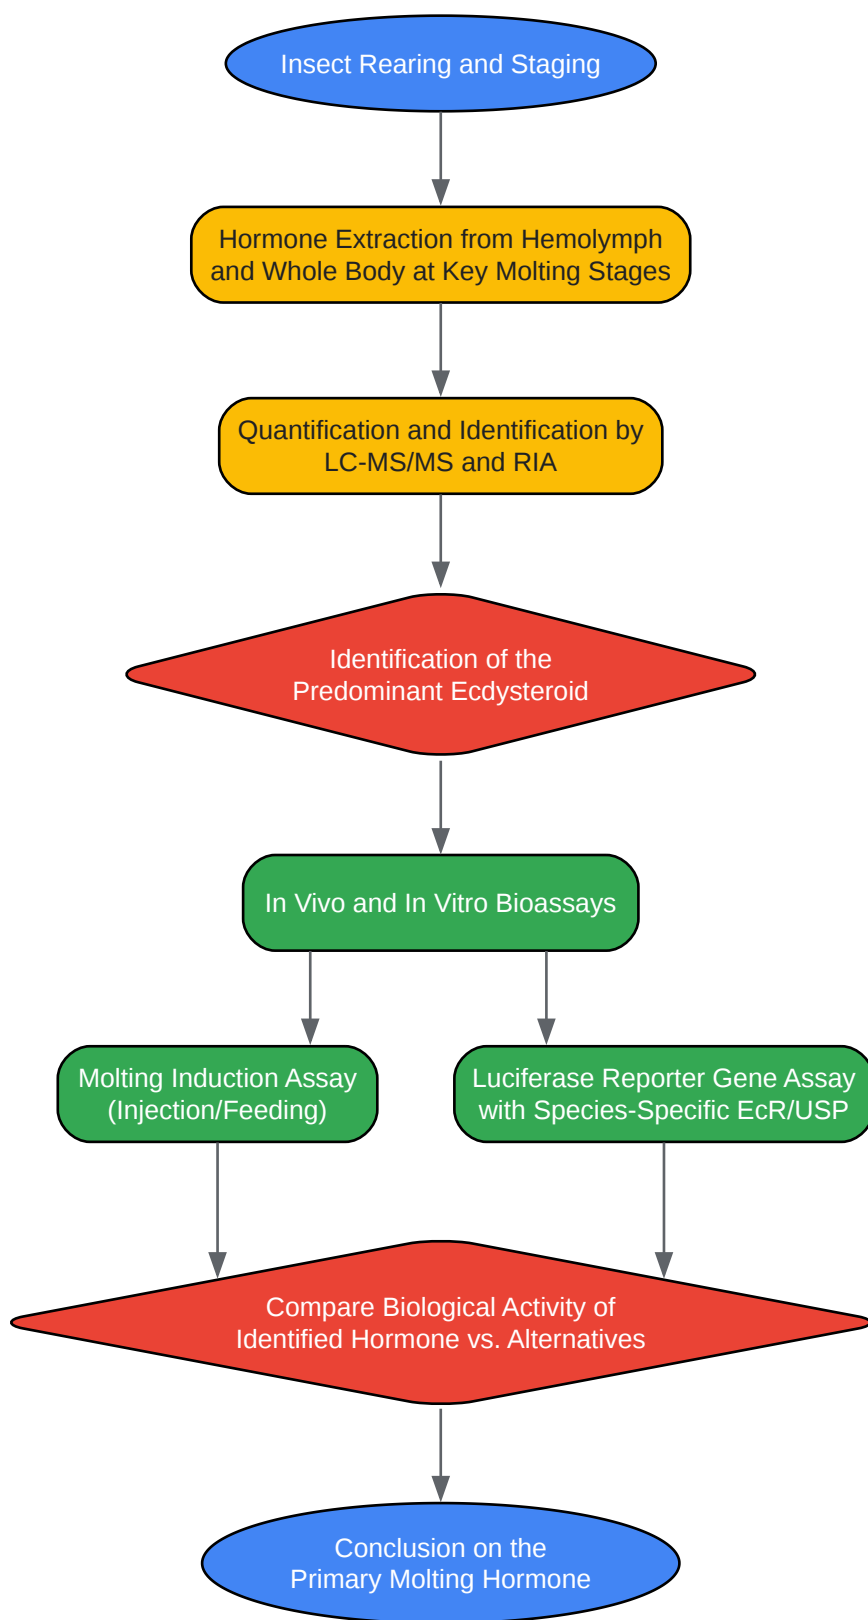 Insect Rearing and Staging
Hormone Extraction from Hemolymph
and Whole Body at Key Molting Stages
Quantification and Identification by
LC-MS/MS and RIA
Identification of the
Predominant Ecdysteroid
In Vivo and In Vitro Bioassays
Molting Induction Assay
(Injection/Feeding)
Luciferase Reporter Gene Assay
with Species-Specific EcR/USP
Compare Biological Activity of
Identified Hormone vs. Alternatives
Conclusion on the
Primary Molting Hormone